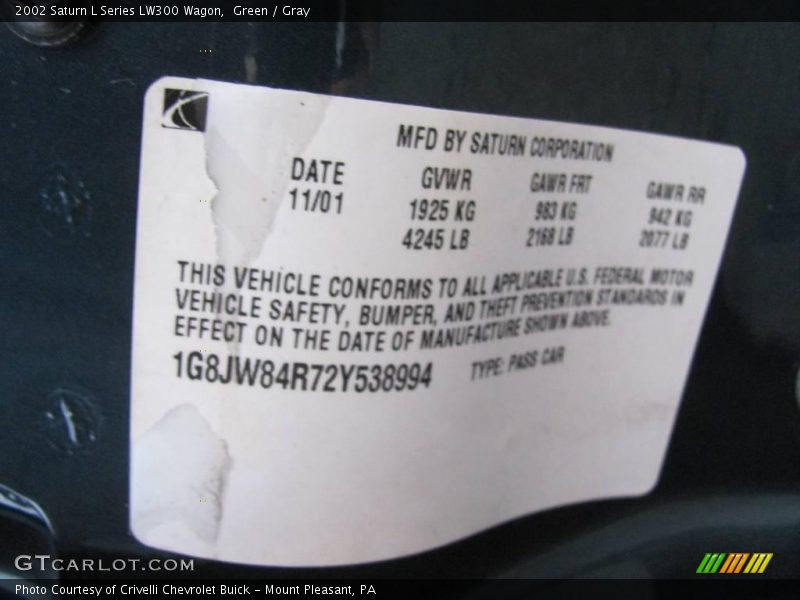 2002 Saturn L Series LW300 Wagon,  Green / Gray
MFD BY SATURN CORPORATION
DATE GVWR GAWR FRT GAWR RR
11/01 1925 KG 983 KG 942 KG
4245 LB 2168 LB 2077 LB
THIS VEHICLE CONFORMS TO ALL APPLICABLE U.S. FEDERAL MOTOR
VEHICLE SAFETY, BUMPER, AND THEFT PREVENTION STANDARDS IN
EFFECT ON THE DATE OF MANUFACTURE SHOWN ABOVE.
1G8JW84R72Y538994 TYPE: PASS CAR
GTCARLOT.COM
Photo Courtesy of Crivelli Chevrolet Buick - Mount Pleasant, PA